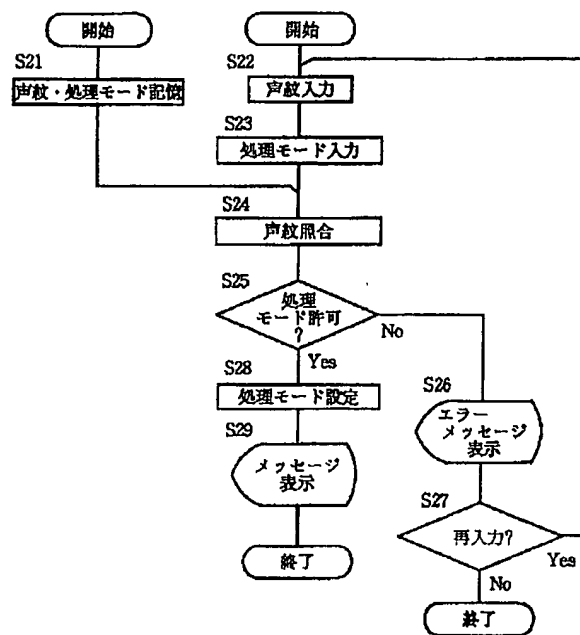 開始
開始
S21
S22
声紋・処理モード記憶
声紋入力
S23
処理モード入力
S24
声紋照合
S25
処理
モード許可
?
No
Yes
S28
処理モード設定
S26
エラー
メッセージ
表示
S29
メッセージ
表示
S27
再入力?
Yes
No
終了
終了